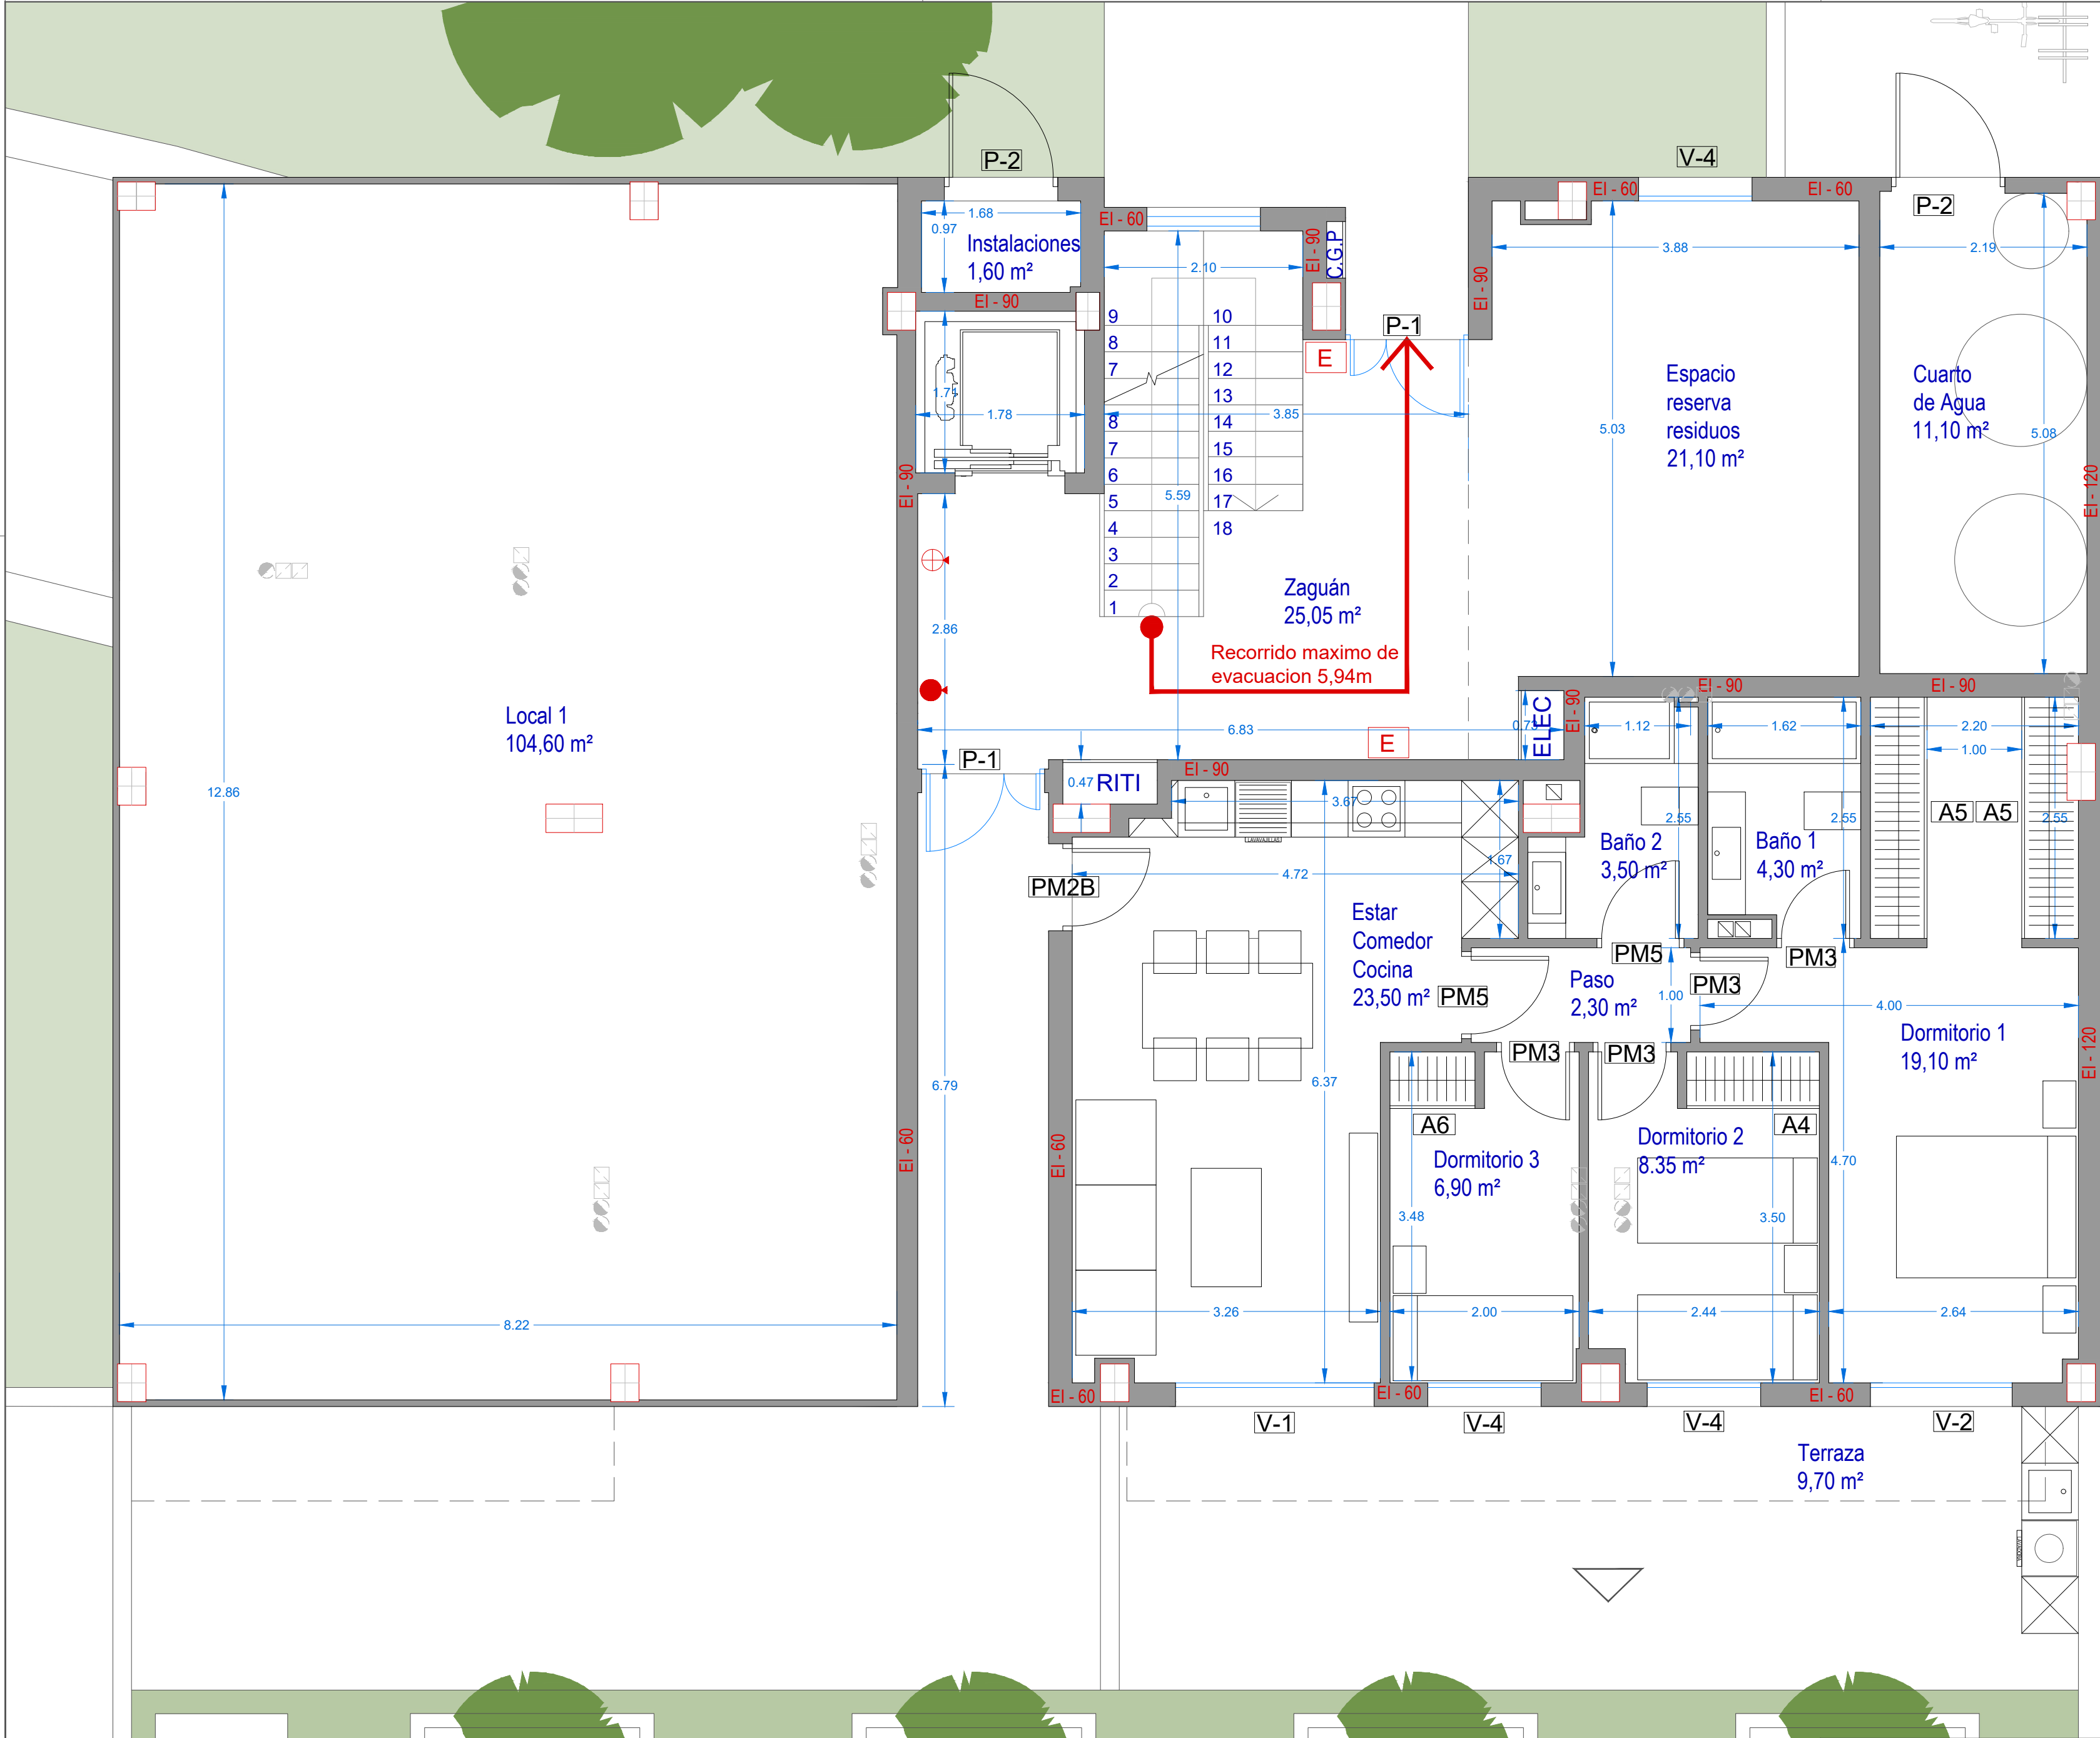 P-2
V-4
EI - 60
EI - 60
P-2
1.68
0.97
Instalaciones
1,60 m²
EI - 60
EI - 90
C.G.P
2.10
EI - 90
3.88
2.19
EI - 90
P-1
E
9
8
7
8
7
6
5
4
3
2
1
10
11
12
13
14
15
16
17
18
1.71
1.78
3.85
5.59
5.03
Espacio
reserva
residuos
21,10 m²
Cuarto
de Agua
11,10 m²
5.08
EI - 120
EI - 90
2.86
Zaguán
25,05 m²
Recorrido maximo de
evacuacion 5,94m
Local 1
104,60 m²
12.86
8.22
6.83
E
0.73
ELEC
EI - 90
EI - 90
EI - 90
1.12
1.62
2.20
1.00
P-1
0.47
RITI
EI - 90
3.67
LAVAVAJILLAS
1.67
4.72
PM2B
Baño 2
3,50 m²
2.55
Baño 1
4,30 m²
2.55
A5
A5
2.55
Estar
Comedor
Cocina
23,50 m²
PM5
PM5
PM3
PM3
Paso
2,30 m²
1.00
4.00
Dormitorio 1
19,10 m²
EI - 120
PM3
PM3
6.79
6.37
EI - 60
EI - 60
A6
Dormitorio 3
6,90 m²
A4
Dormitorio 2
8.35 m²
3.48
3.50
4.70
3.26
2.00
2.44
2.64
EI - 60
EI - 60
EI - 60
V-1
V-4
V-4
V-2
Terraza
9,70 m²